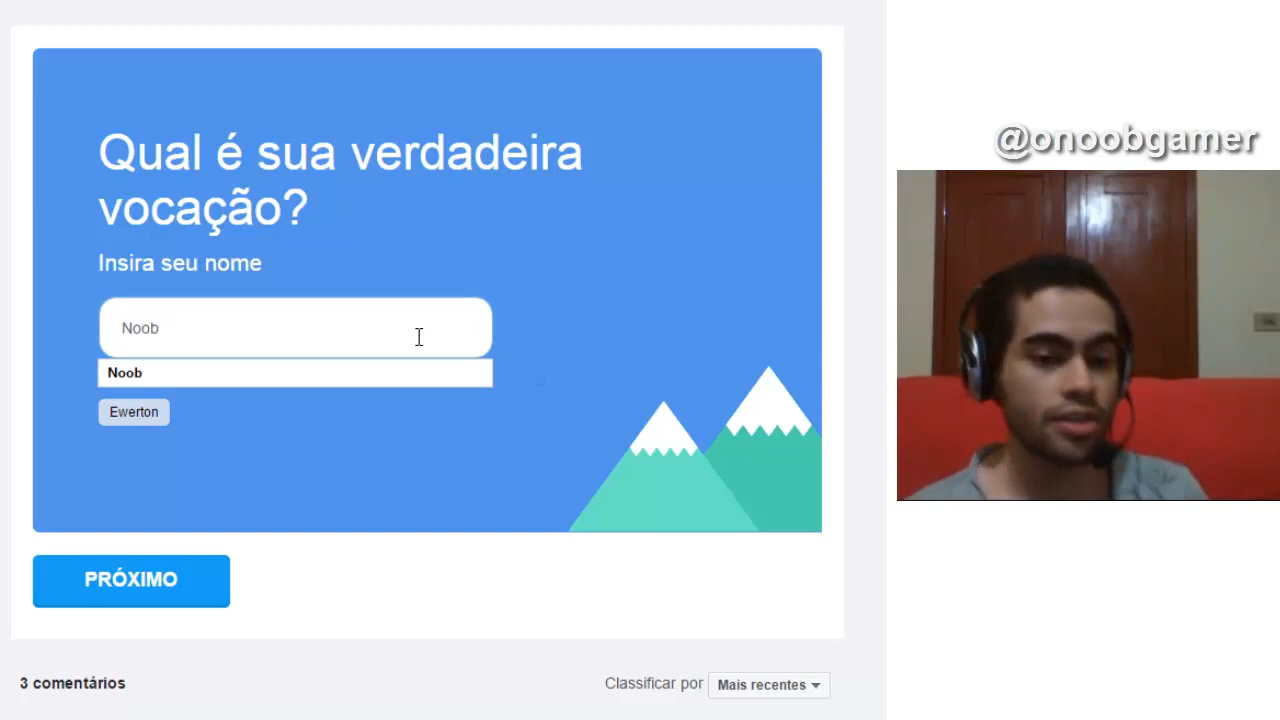 Qual é sua verdadeira
vocação?
Insira seu nome
Noob
Noob
Ewerton
PRÓXIMO
3 comentários
Classificar por
Mais recentes
@onoobgamer